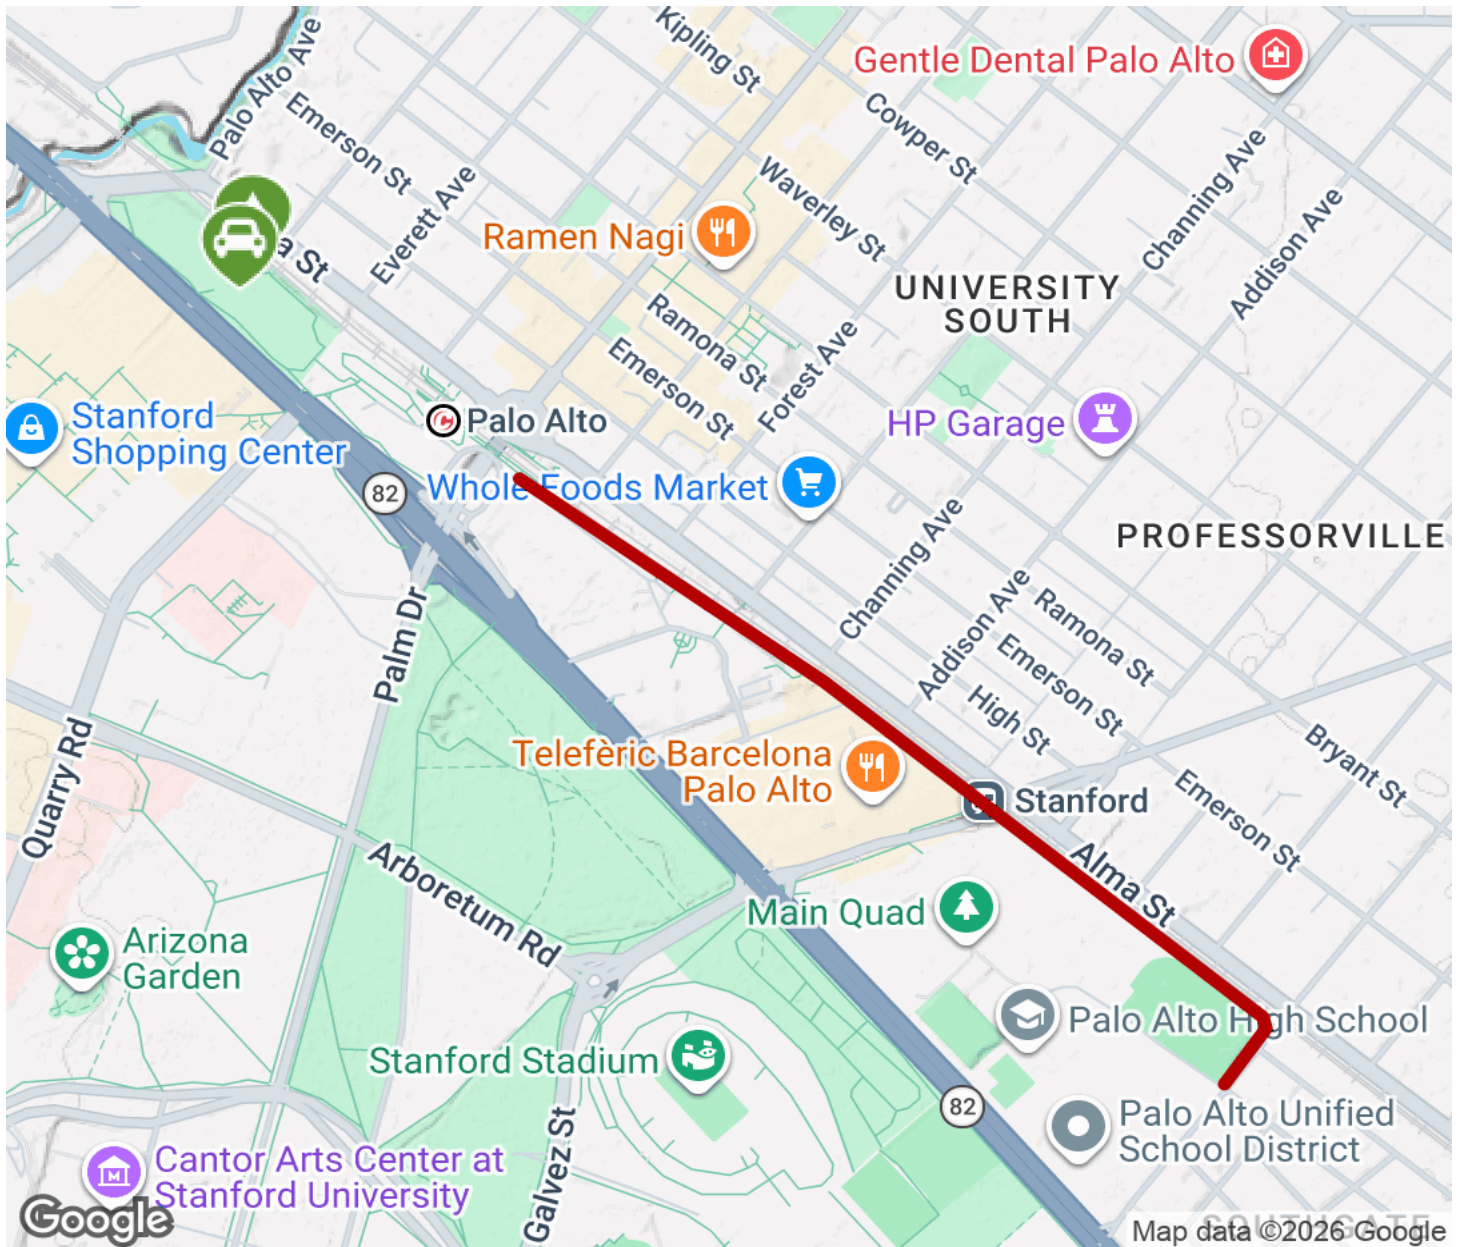 Kipling St
Gentle Dental Palo Alto
Palo Alto Ave
Emerson St
Cowper St
Everett Ave
Waverley St
Channing Ave
Addison Ave
Ramen Nagi
a St
UNIVERSITY
SOUTH
Ramona St
Emerson St
Forest Ave
Stanford
Shopping Center
Palo Alto
HP Garage
82
Whole Foods Market
PROFESSORVILLE
Channing Ave
Palm Dr
Addison Ave
Ramona St
Emerson St
High St
Quarry Rd
Telefèric Barcelona
Palo Alto
Stanford
Bryant St
Emerson St
Arboretum Rd
Alma St
Main Quad
Arizona
Garden
Palo Alto High School
Stanford Stadium
82
Palo Alto Unified
School District
Cantor Arts Center at
Stanford University
Galvez St
Google
SOUTHGATE
Map data ©2026 Google